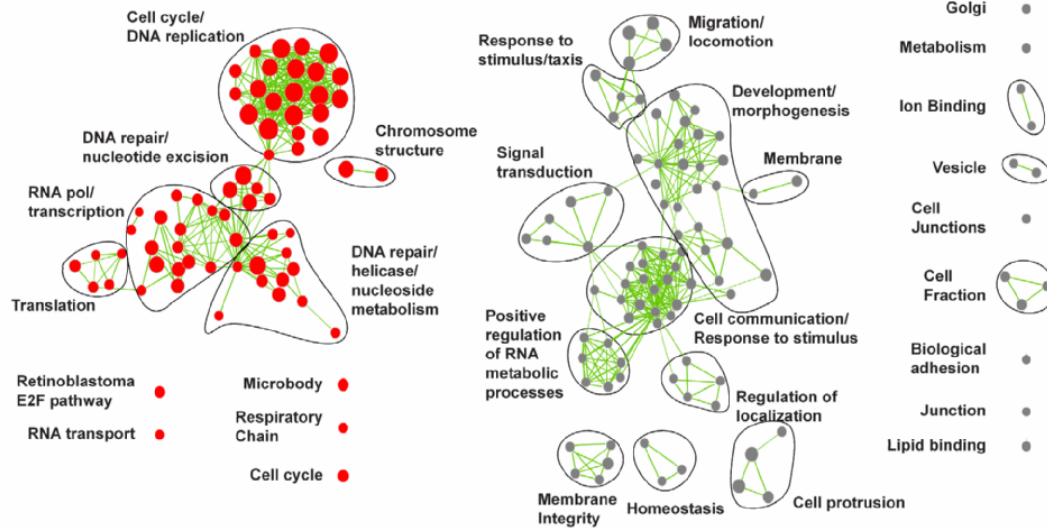 Cell cycle/
DNA replication
DNA repair/
nucleotide excision
Chromosome
structure
RNA pol/
transcription
Translation
DNA repair/
helicase/
nucleoside
metabolism
Retinoblastoma
E2F pathway
RNA transport
Microbody
Respiratory
Chain
Cell cycle
Migration/
locomotion
Response to
stimulus/taxis
Development/
morphogenesis
Signal
transduction
Membrane
Positive
regulation
of RNA
metabolic
processes
Cell communication/
Response to stimulus
Regulation of
localization
Membrane
Integrity
Homeostasis
Cell protrusion
Golgi
Metabolism
Ion Binding
Vesicle
Cell
Junctions
Cell
Fraction
Biological
adhesion
Junction
Lipid binding